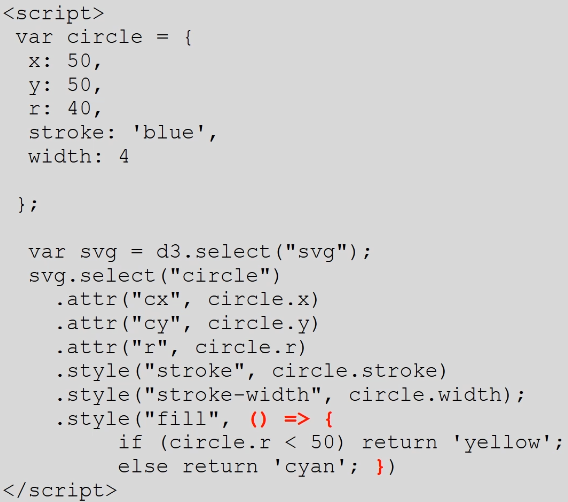 <script>
var circle = {
x: 50,
y: 50,
r: 40,
stroke: 'blue',
width: 4
};
var svg = d3.select("svg");
svg.select("circle")
.attr("cx", circle.x)
.attr("cy", circle.y)
.attr("r", circle.r)
.style("stroke", circle.stroke)
.style("stroke-width", circle.width);
.style("fill", () => {
if (circle.r < 50) return 'yellow';
else return 'cyan'; })
</script>